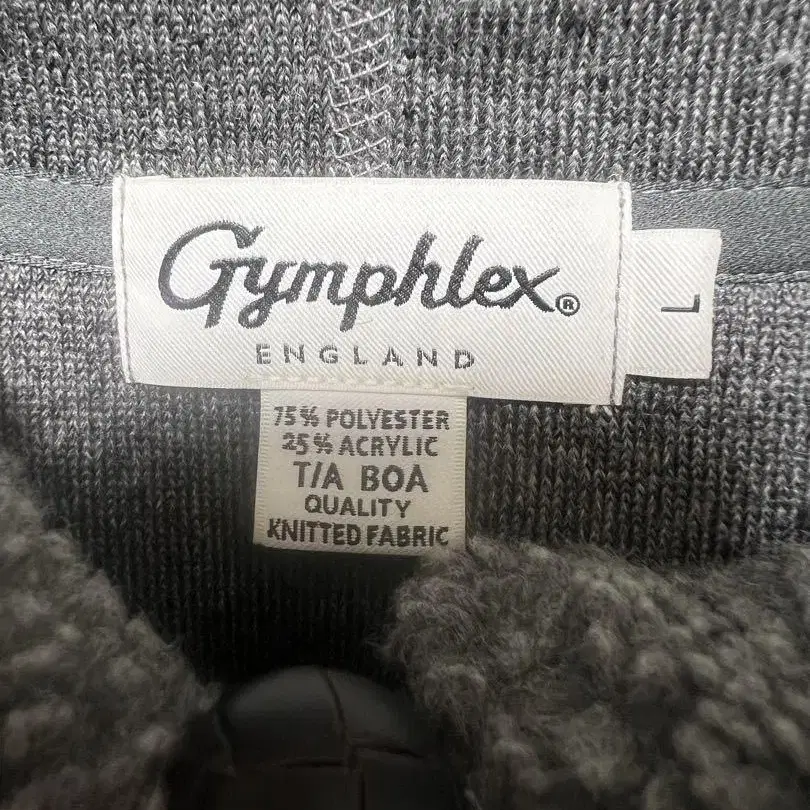 Gymphlex®
ENGLAND
L
75% POLYESTER
25% ACRYLIC
T/A BOA
QUALITY
KNITTED FABRIC